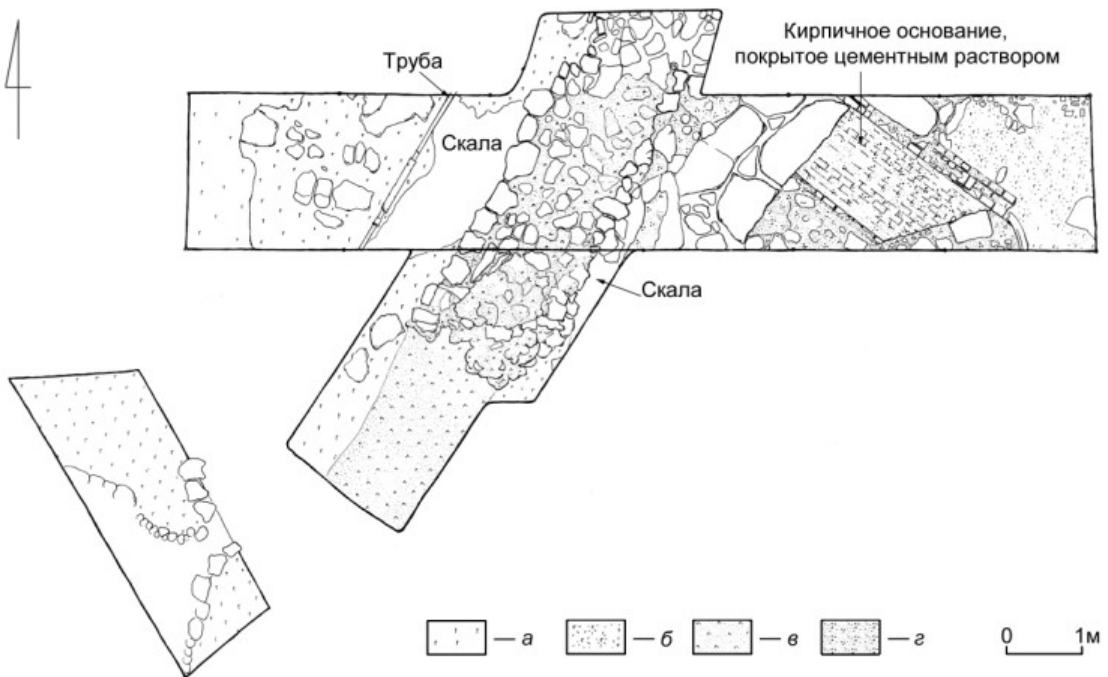 Кирпичное основание,
покрытое цементным раствором
Труба
Скала
Скала
— а
— б
— в
— г
0 1м